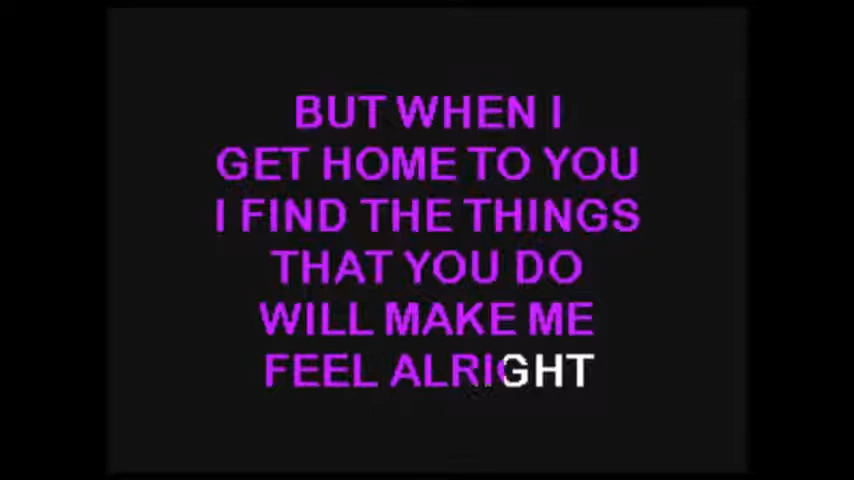 BUT WHEN I
GET HOME TO YOU
I FIND THE THINGS
THAT YOU DO
WILL MAKE ME
FEEL ALRIGHT